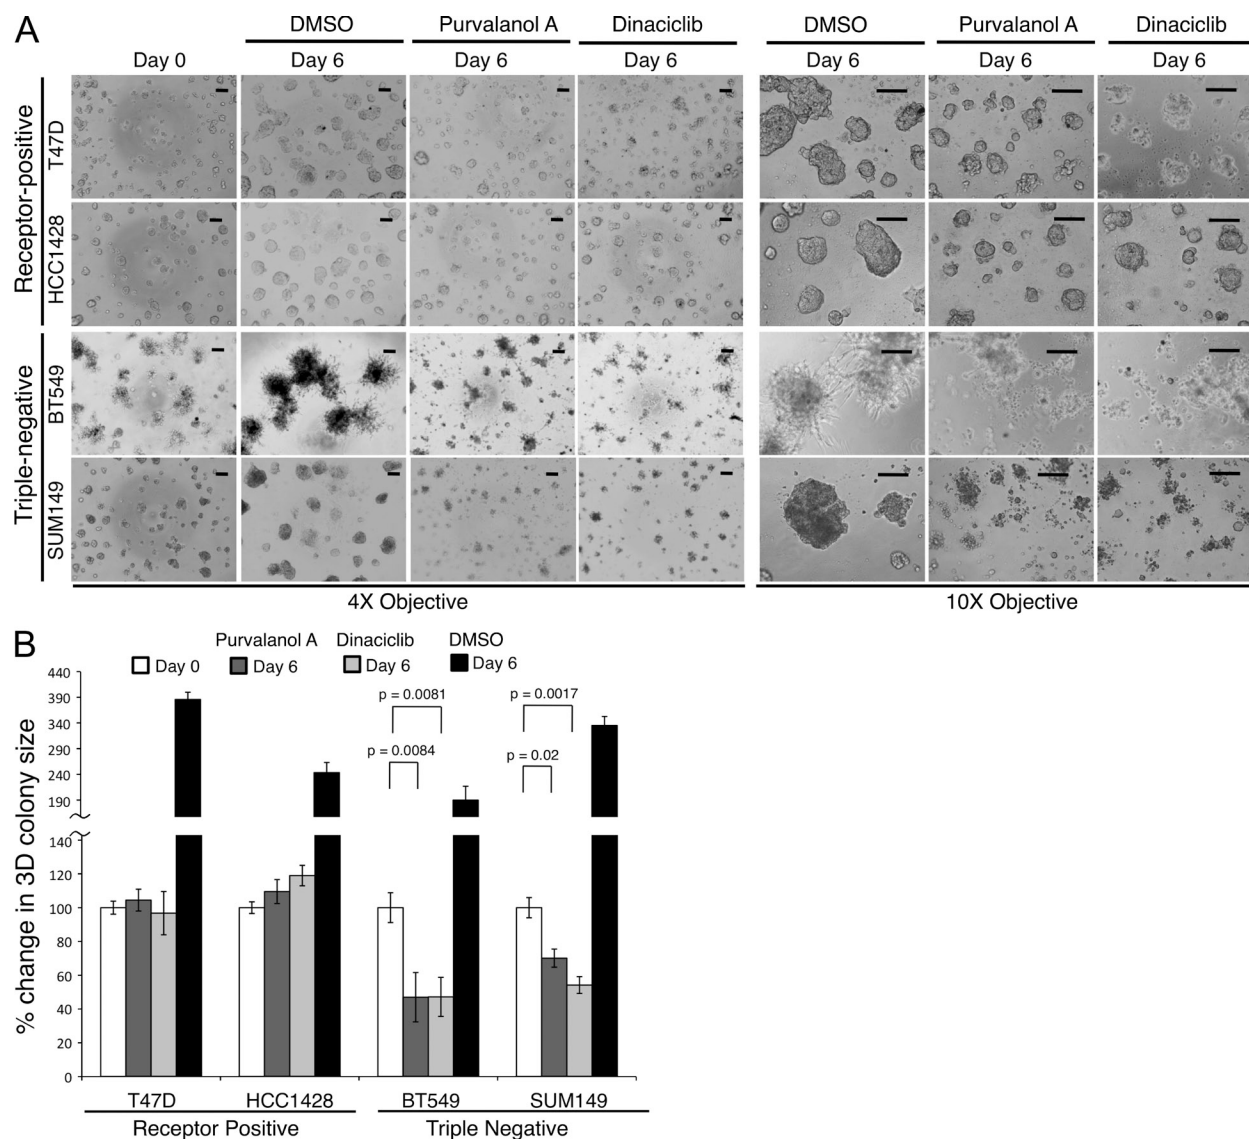 A
DMSO Purvalanol A Dinaciclib DMSO Purvalanol A Dinaciclib
Day 0 Day 6 Day 6 Day 6 Day 6 Day 6 Day 6
Receptor-positive
T47D
HCC1428
Triple-negative
BT549
SUM149
4X Objective 10X Objective
B
Purvalanol A Dinaciclib DMSO
Day 0 Day 6 Day 6 Day 6
% change in 3D colony size
440
390
340
290
240
190
140
120
100
80
60
40
20
0
p = 0.0081
p = 0.0084
p = 0.0017
p = 0.02
T47D HCC1428 BT549 SUM149
Receptor Positive Triple Negative